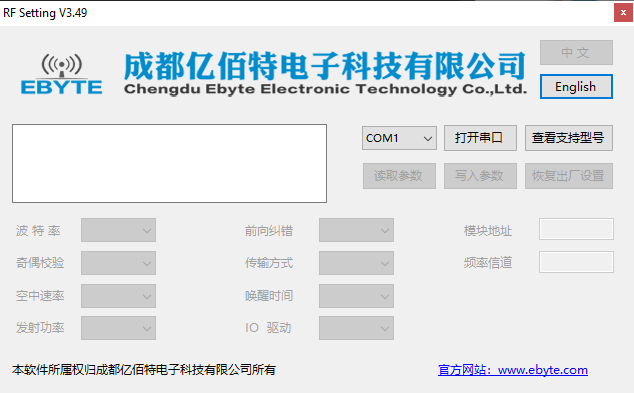 RF Setting V3.49
EBYTE
成都亿佰特电子科技有限公司
Chengdu Ebyte Electronic Technology Co.,Ltd.
中 文
English
COM1
打开串口
查看支持型号
读取参数
写入参数
恢复出厂设置
波 特 率
前向纠错
模块地址
奇偶校验
传输方式
频率信道
空中速率
唤醒时间
发射功率
IO 驱动
本软件所属权归成都亿佰特电子科技有限公司所有
官方网站：www.ebyte.com